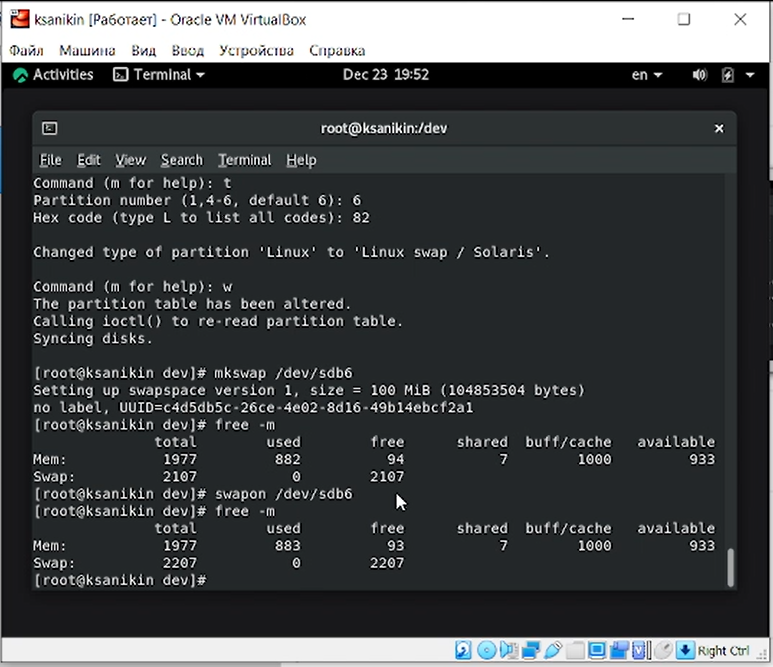 ksanikin [Работает] - Oracle VM VirtualBox
Файл Машина Вид Ввод Устройства Справка
Activities Terminal Dec 23 19:52 en
root@ksanikin:/dev
File Edit View Search Terminal Help
Command (m for help): t
Partition number (1,4-6, default 6): 6
Hex code (type L to list all codes): 82
Changed type of partition 'Linux' to 'Linux swap / Solaris'.
Command (m for help): w
The partition table has been altered.
Calling ioctl() to re-read partition table.
Syncing disks.
[root@ksanikin dev]# mkswap /dev/sdb6
Setting up swapspace version 1, size = 100 MiB (104853504 bytes)
no label, UUID=c4d5db5c-26ce-4e02-8d16-49b14ebcf2a1
[root@ksanikin dev]# free -m
total used free shared buff/cache available
Mem: 1977 882 94 7 1000 933
Swap: 2107 0 2107
[root@ksanikin dev]# swapon /dev/sdb6
[root@ksanikin dev]# free -m
total used free shared buff/cache available
Mem: 1977 883 93 7 1000 933
Swap: 2207 0 2207
[root@ksanikin dev]#
Right Ctrl